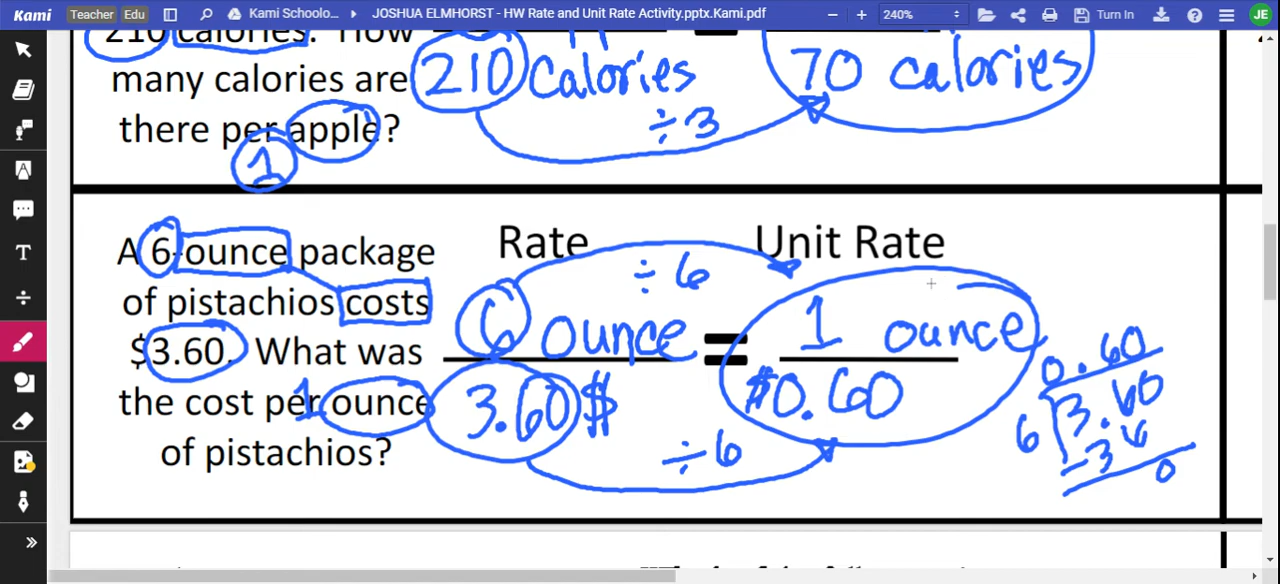 Kami Teacher Edu Kami Schoolo... JOSHUA ELMHORST - HW Rate and Unit Rate Activity.pptx.Kami.pdf 240% Turn In JE
210 calories. How
many calories are
there per apple?
1
210 calories
70 calories
÷3
A 6-ounce package
of pistachios costs
$3.60. What was
the cost per 1 ounce
of pistachios?
Rate Unit Rate
÷6
6 ounce = 1 ounce
3.60$ $0.60
÷6
0.60
6 3.60
-36
0